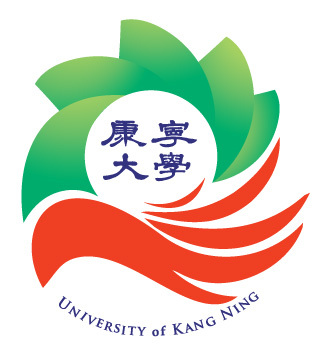 康寧
大學
UNIVERSITY of KANG NING